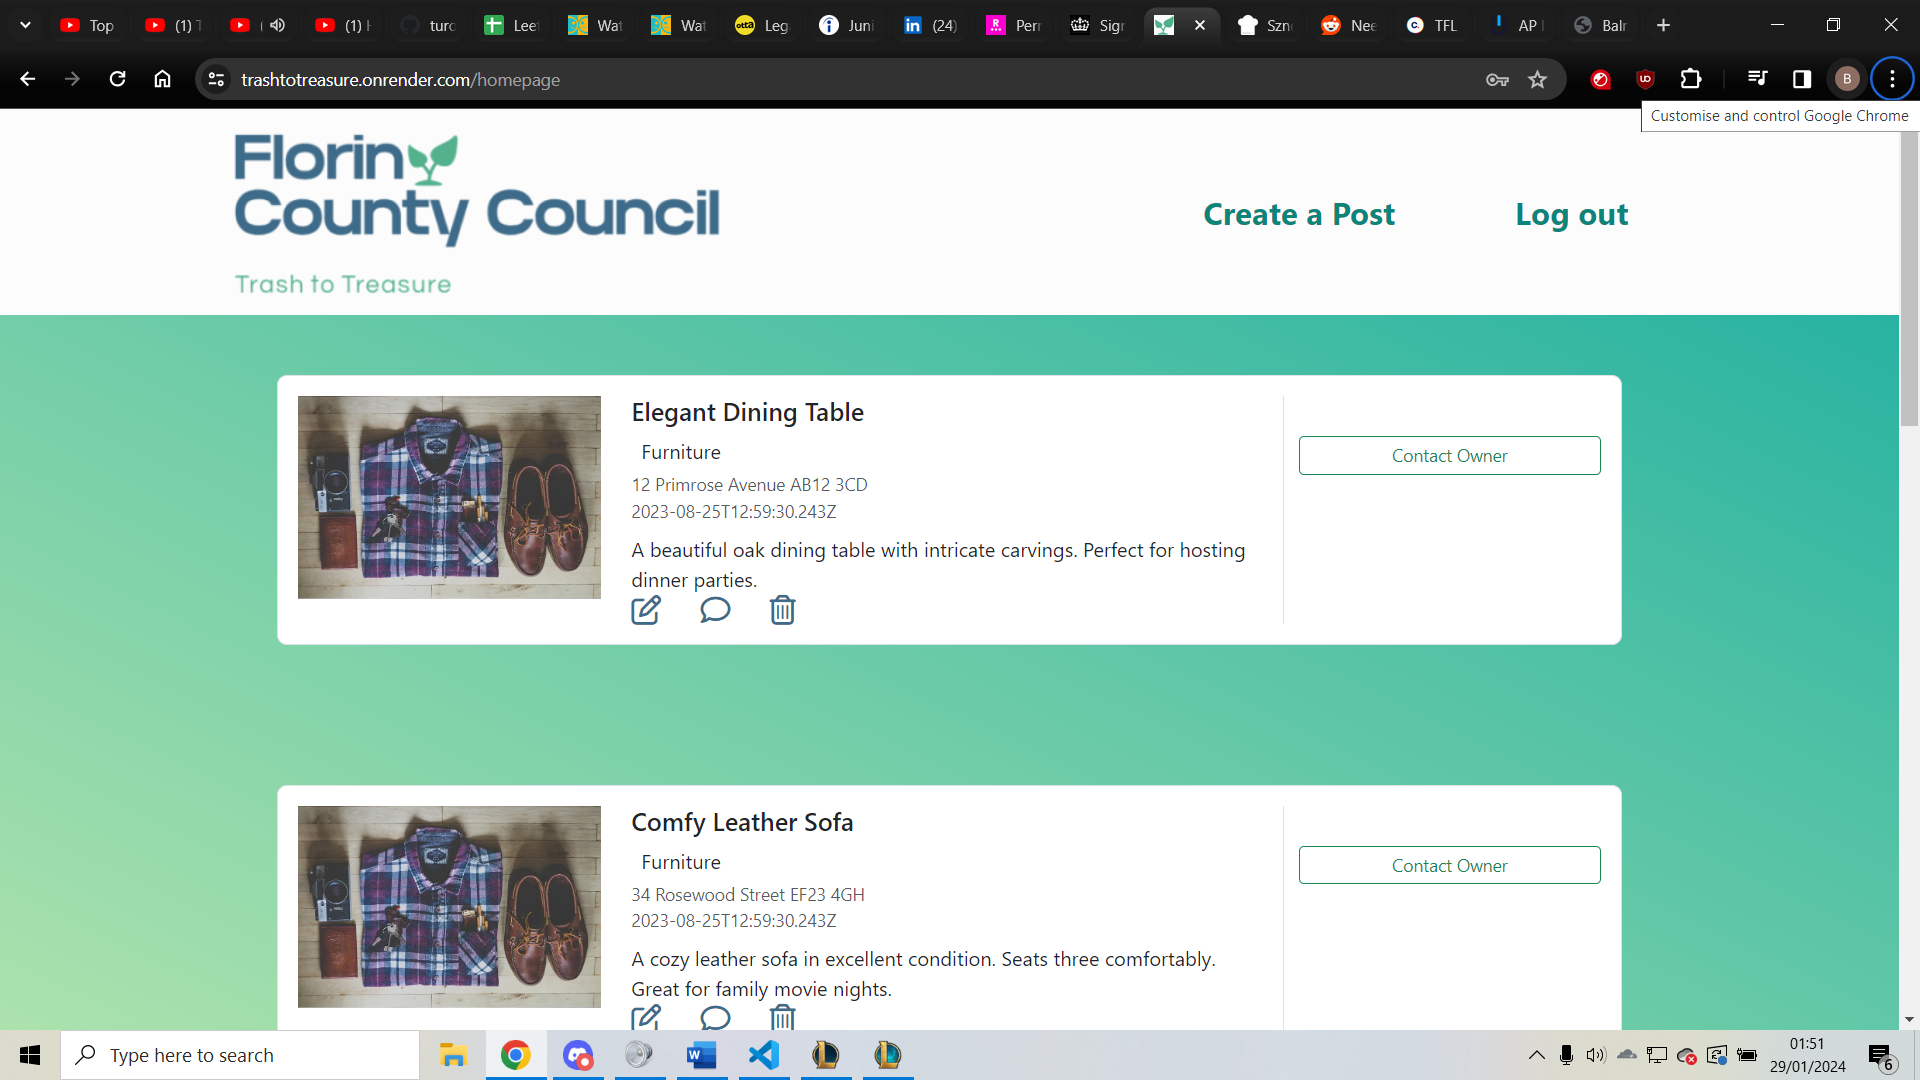 Top
(1) T
(
(1) H
turc
Leet
Wat
Wat
otta
Leg
Juni
(24)
Perr
Sigr
Szn
Nee
TFL
AP I
Balr
trashtotreasure.onrender.com/homepage
B
Customise and control Google Chrome
Florin
County Council
Trash to Treasure
Create a Post
Log out
Elegant Dining Table
Furniture
12 Primrose Avenue AB12 3CD
2023-08-25T12:59:30.243Z
A beautiful oak dining table with intricate carvings. Perfect for hosting
dinner parties.
Contact Owner
Comfy Leather Sofa
Furniture
34 Rosewood Street EF23 4GH
2023-08-25T12:59:30.243Z
A cozy leather sofa in excellent condition. Seats three comfortably.
Great for family movie nights.
Contact Owner
Type here to search
01:51
29/01/2024
6